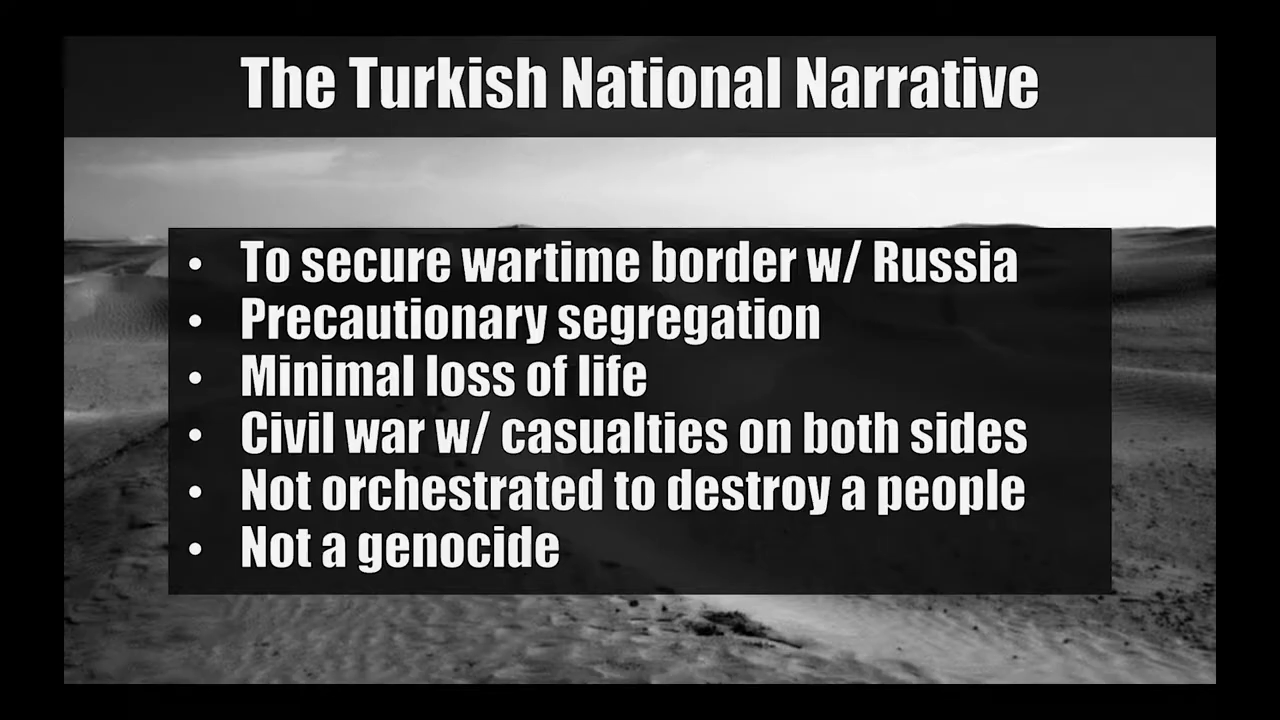 The Turkish National Narrative
• To secure wartime border w/ Russia
• Precautionary segregation
• Minimal loss of life
• Civil war w/ casualties on both sides
• Not orchestrated to destroy a people
• Not a genocide